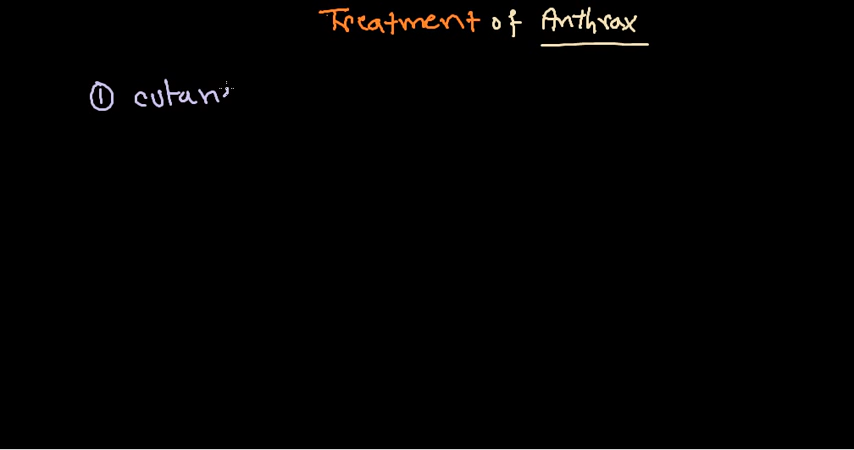 Treatment of Anthrax
① cutan